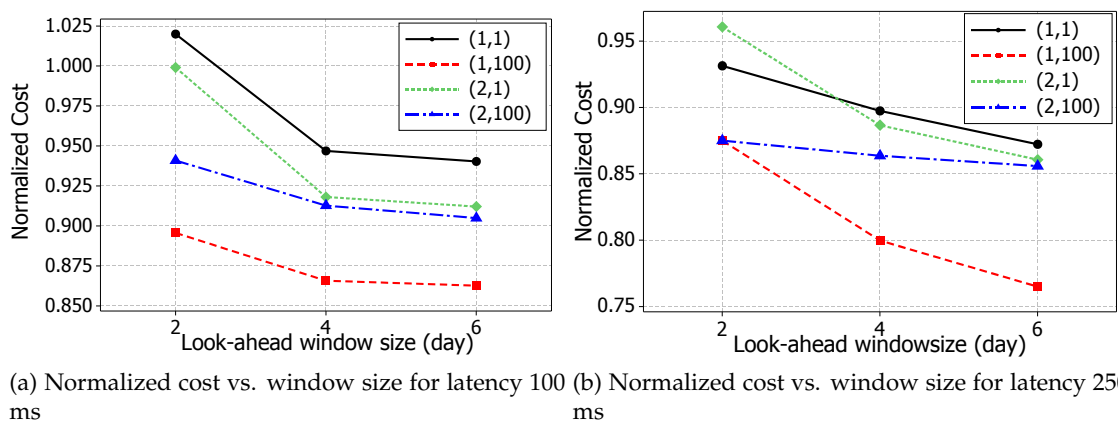 1.025
1.000
0.975
0.950
0.925
0.900
0.875
0.850
Normalized Cost
(1,1)
(1,100)
(2,1)
(2,100)
2 4 6
Look-ahead window size (day)
(a) Normalized cost vs. window size for latency 100
ms
0.95
0.90
0.85
0.80
0.75
Normalized Cost
(1,1)
(1,100)
(2,1)
(2,100)
2 4 6
Look-ahead windowsize (day)
(b) Normalized cost vs. window size for latency 25
ms